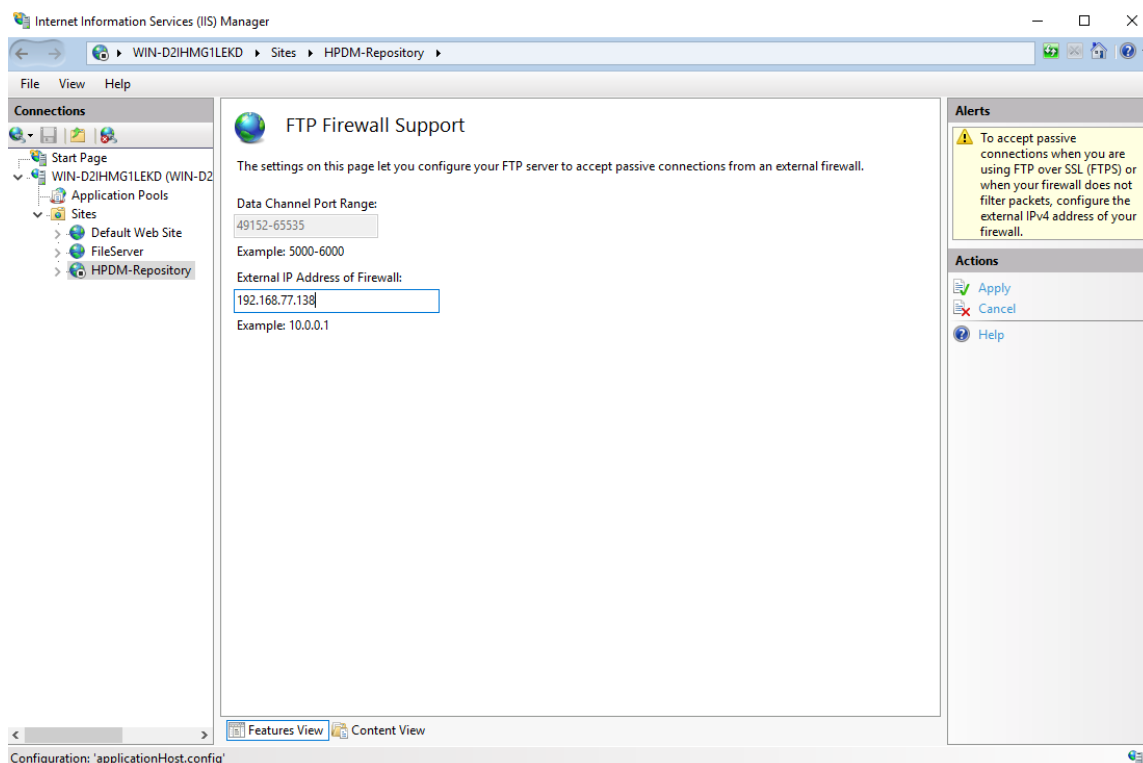 Internet Information Services (IIS) Manager
WIN-D2IHMG1LEKD ▸ Sites ▸ HPDM-Repository ▸
File View Help
Connections
Start Page
WIN-D2IHMG1LEKD (WIN-D2
Application Pools
Sites
Default Web Site
FileServer
HPDM-Repository
FTP Firewall Support
The settings on this page let you configure your FTP server to accept passive connections from an external firewall.
Data Channel Port Range:
49152-65535
Example: 5000-6000
External IP Address of Firewall:
192.168.77.138
Example: 10.0.0.1
Features View Content View
Alerts
To accept passive
connections when you are
using FTP over SSL (FTPS) or
when your firewall does not
filter packets, configure the
external IPv4 address of your
firewall.
Actions
Apply
Cancel
Help
Configuration: 'applicationHost.config'